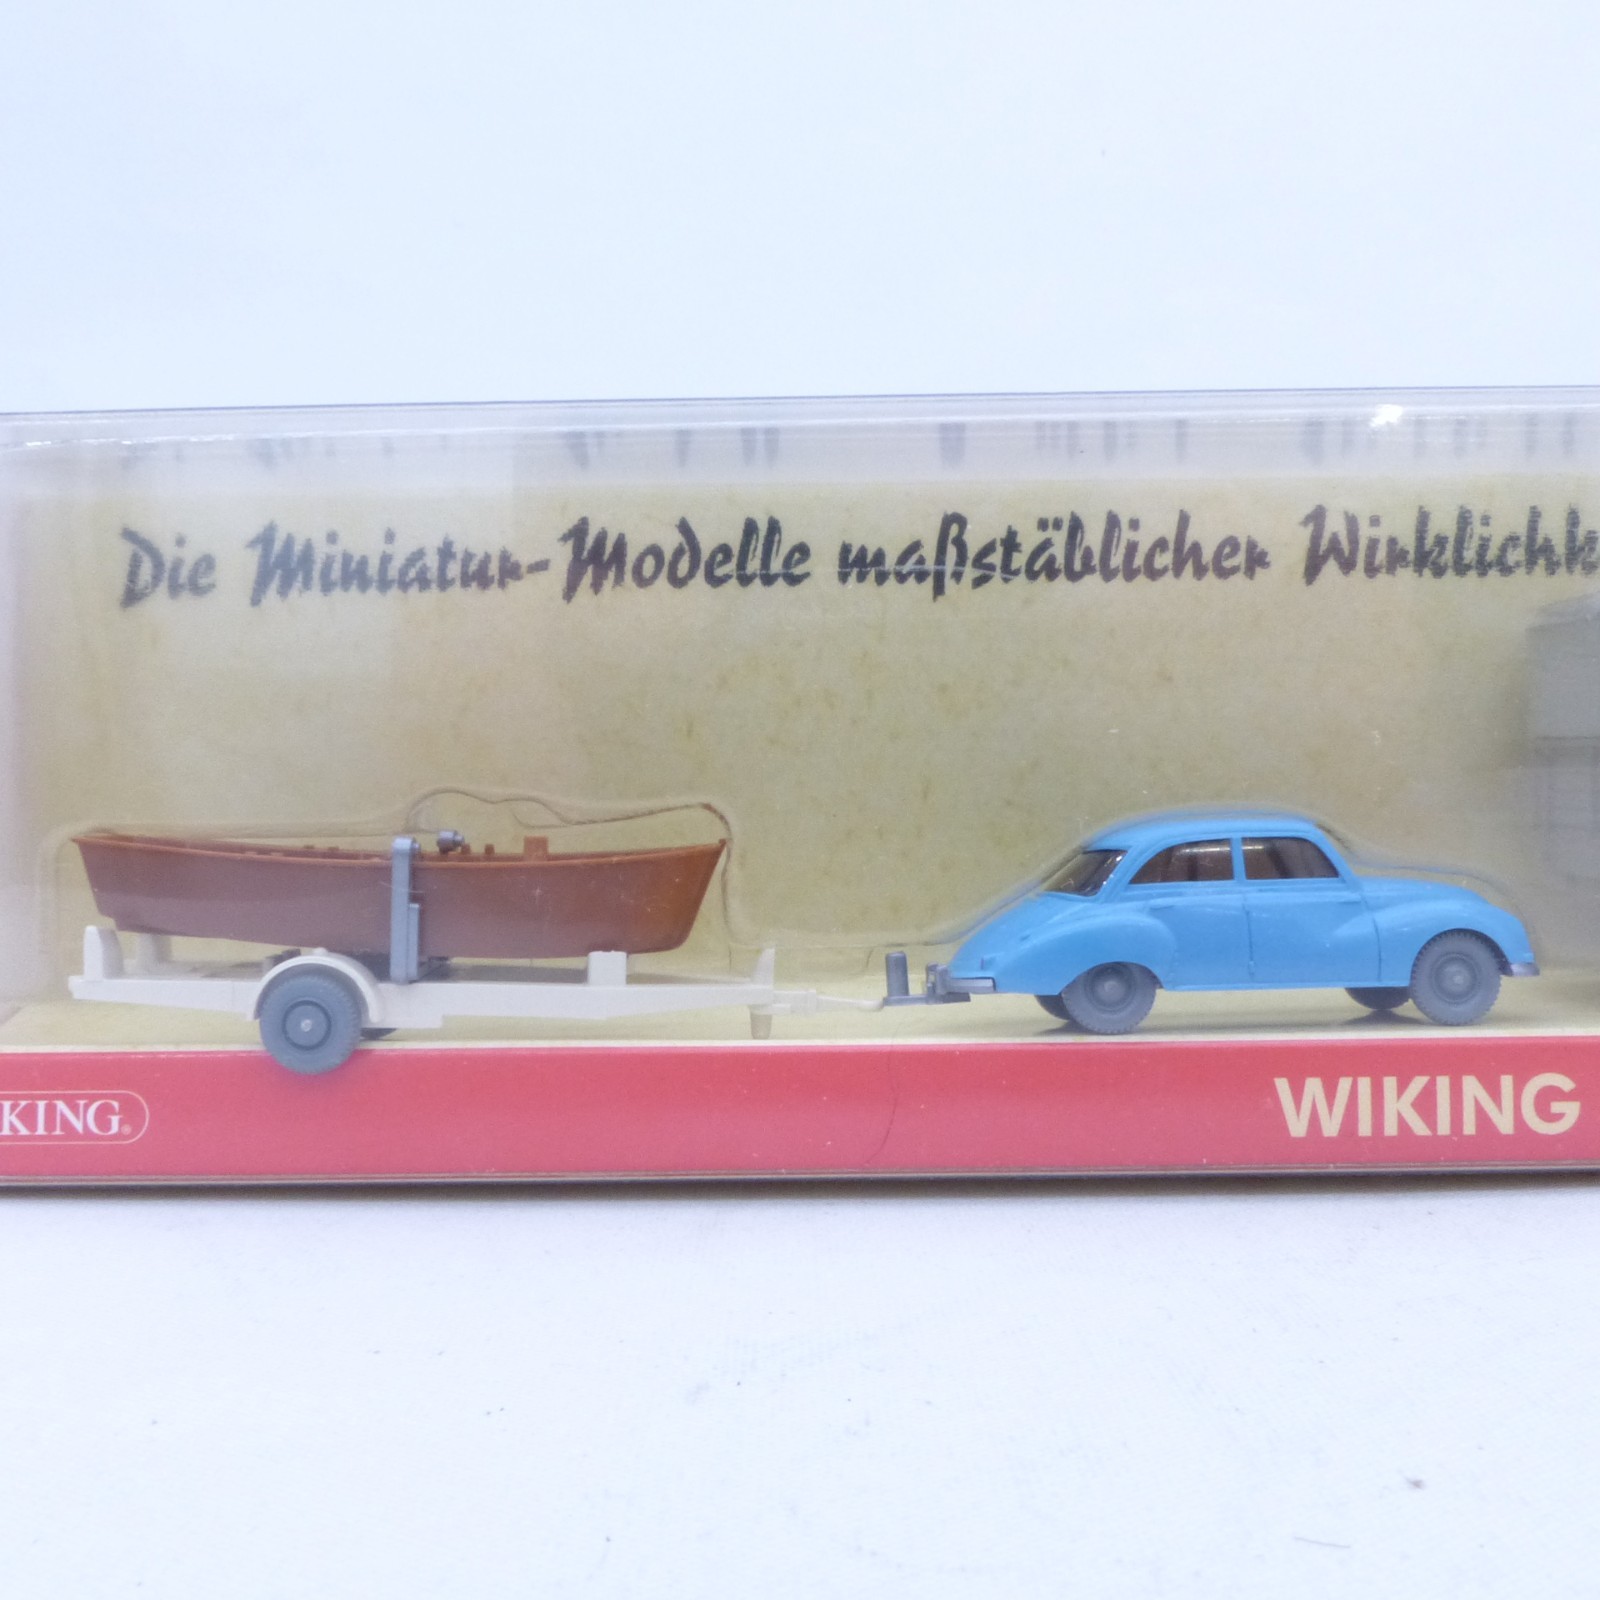 Die Miniatur-Modelle maßstäblicher Wirklichk
KING®
WIKING